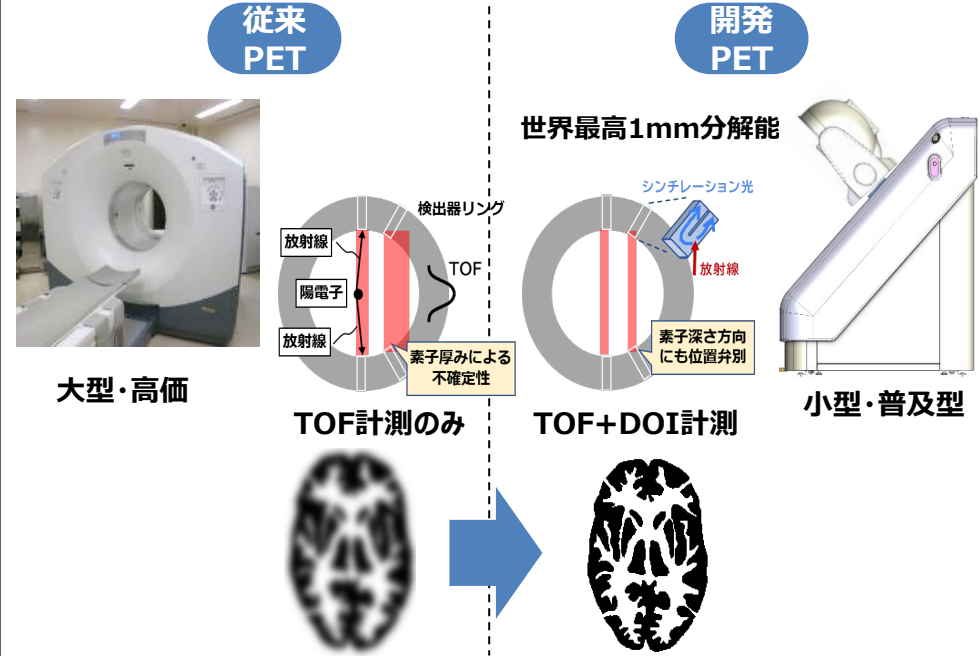 従来
PET
開発
PET
世界最高1mm分解能
シンチレーション光
検出器リング
放射線
TOF
放射線
陽電子
放射線
素子厚みによる
不確定性
素子深さ方向
にも位置弁別
大型・高価
小型・普及型
TOF計測のみ
TOF+DOI計測